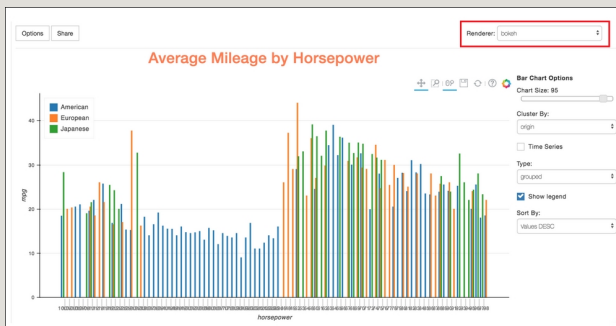 Options Share
Renderer: bokeh
Average Mileage by Horsepower
Bar Chart Options
Chart Size: 95
American
European
Japanese
Cluster By:
origin
Time Series
Type:
grouped
Show legend
Sort By:
Values DESC
40
30
20
10
0
mpg
horsepower